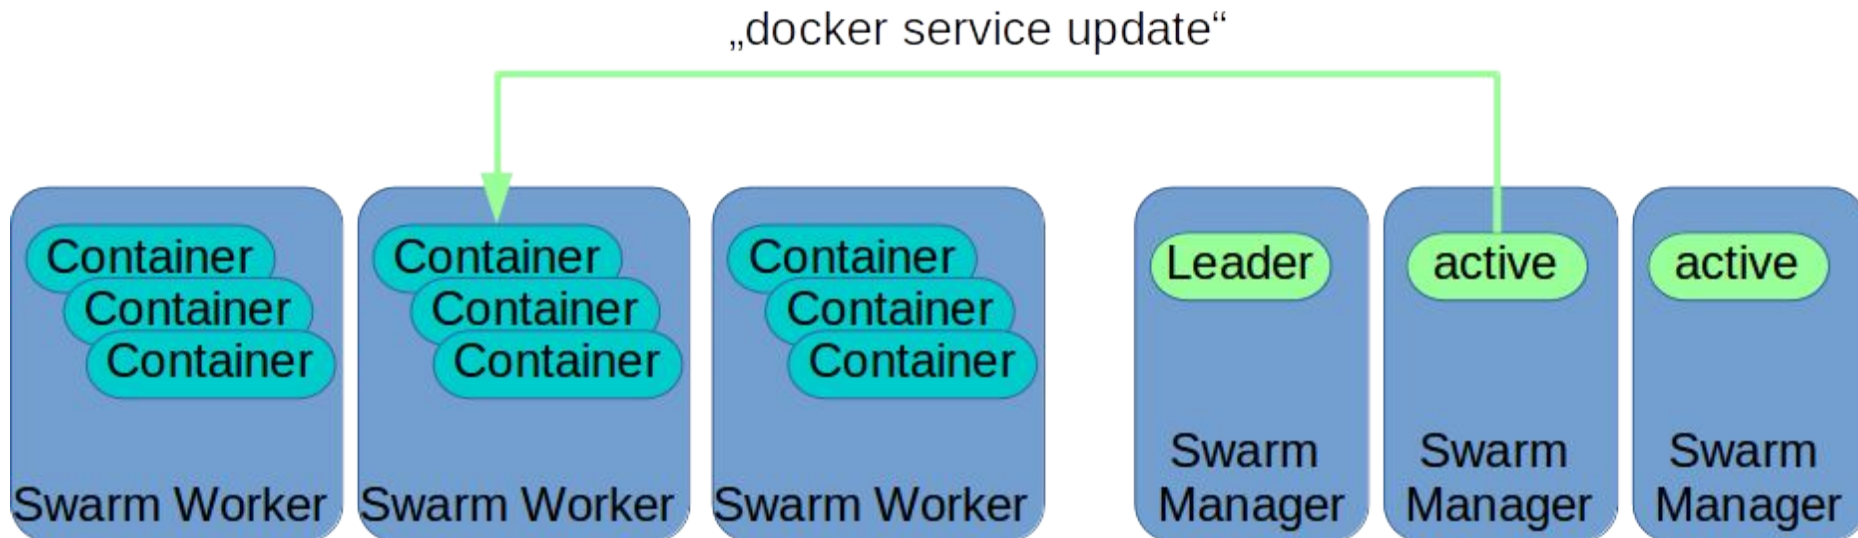 „docker service update“
Container
Container
Container
Swarm Worker
Container
Container
Container
Swarm Worker
Container
Container
Container
Swarm Worker
Leader
Swarm
Manager
active
Swarm
Manager
active
Swarm
Manager